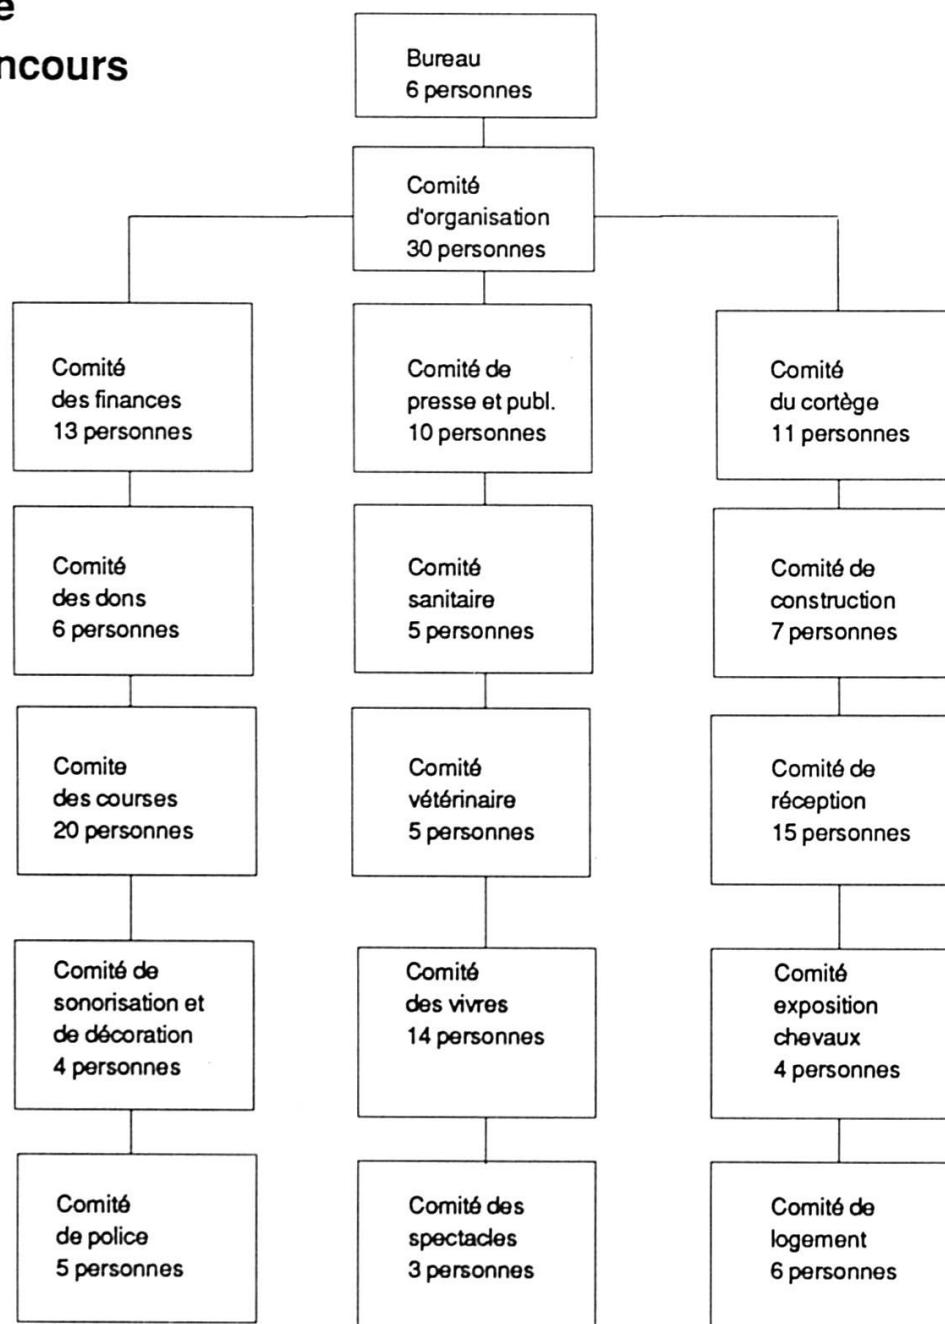 e
ncours
Bureau
6 personnes
Comité
d'organisation
30 personnes
Comité
des finances
13 personnes
Comité de
presse et publ.
10 personnes
Comité
du cortège
11 personnes
Comité
des dons
6 personnes
Comité
sanitaire
5 personnes
Comité de
construction
7 personnes
Comite
des courses
20 personnes
Comité
vétérinaire
5 personnes
Comité de
réception
15 personnes
Comité de
sonorisation et
de décoration
4 personnes
Comité
des vivres
14 personnes
Comité
exposition
chevaux
4 personnes
Comité
de police
5 personnes
Comité des
spectacles
3 personnes
Comité de
logement
6 personnes